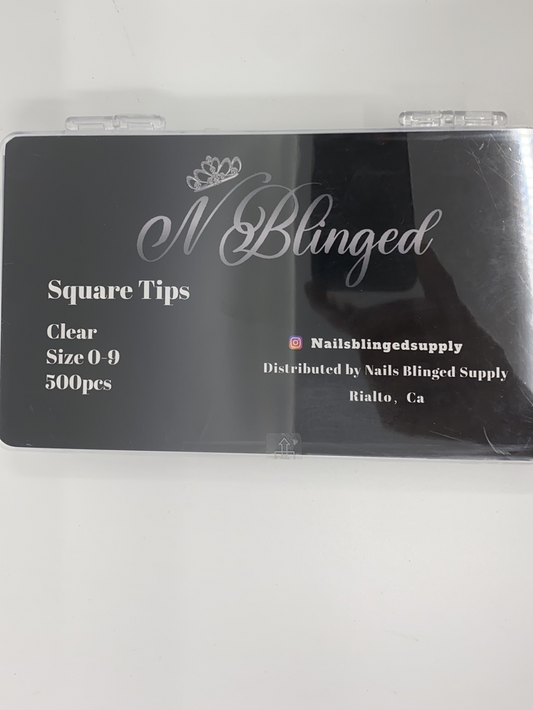 N Blinged
Square Tips
Clear
Size 0-9
500pcs
Nailsblingedsupply
Distributed by Nails Blinged Supply
Rialto, Ca